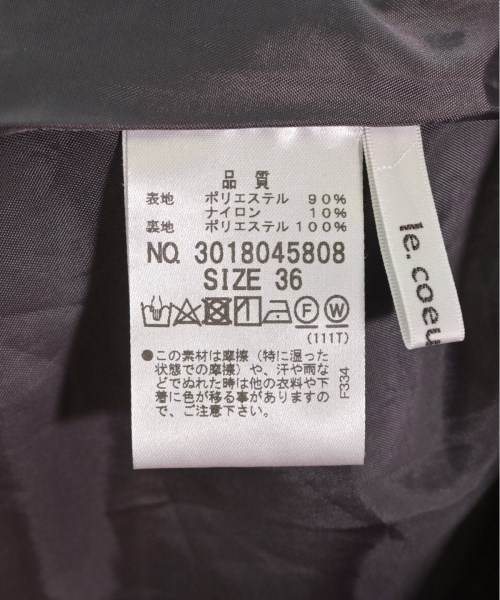 品質
表地 ポリエステル 90%
ナイロン 10%
裏地 ポリエステル 100%
NO. 3018045808
SIZE 36
F W
(111T)
●この素材は摩擦(特に湿った
状態での摩擦)や、汗や雨な
どでぬれた時は他の衣料や下
着に色が移る事がありますの
で、ご注意下さい。
F334
le.coeu